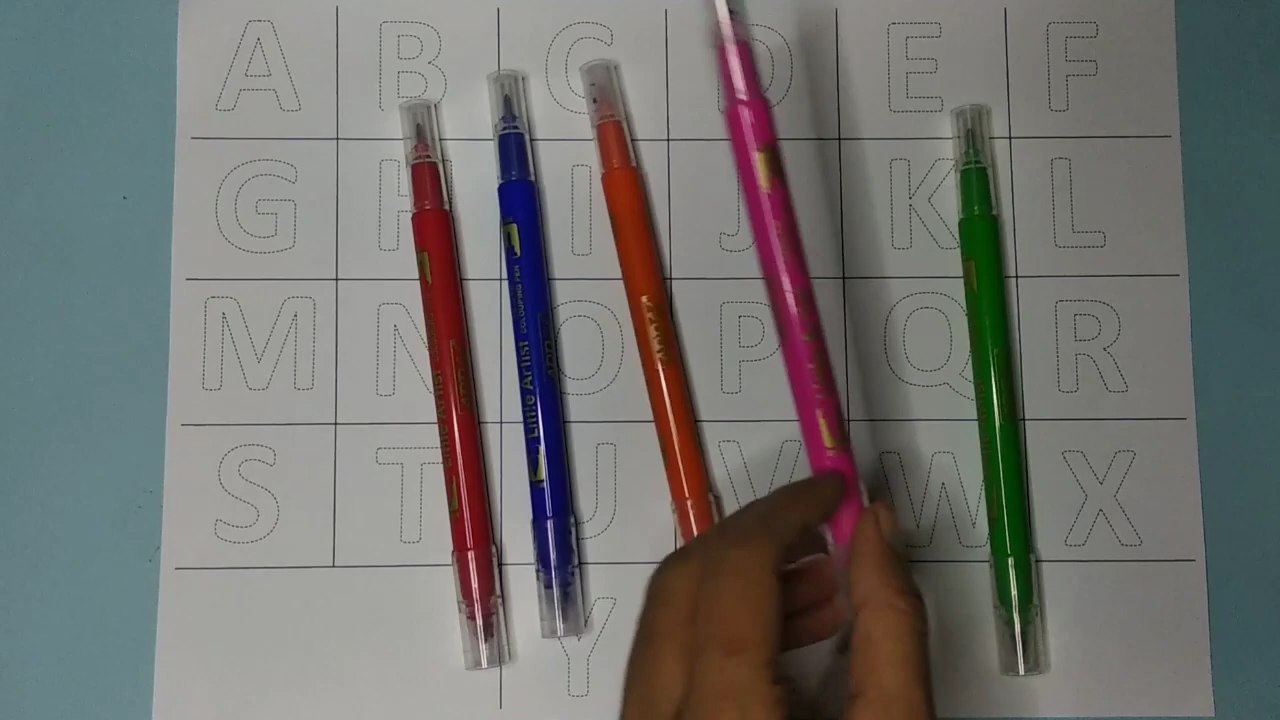 A B C D E F
G H I J K L
M N O P Q R
S T U V W X
Y
Little Artist
COLOURING PEN
Little Artist